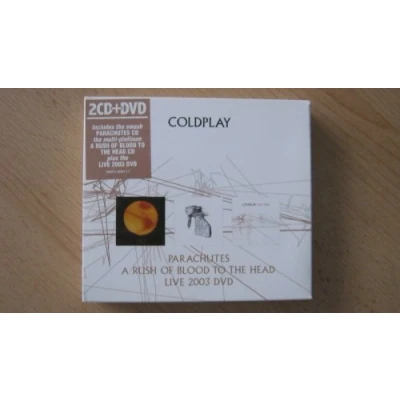 2CD+DVD
includes the smash
PARACHUTES CD
the multi-platinum
A RUSH OF BLOOD TO
THE HEAD CD
plus the
LIVE 2003 DVD
COLDPLAY
PARACHUTES
A RUSH OF BLOOD TO THE HEAD
LIVE 2003 DVD